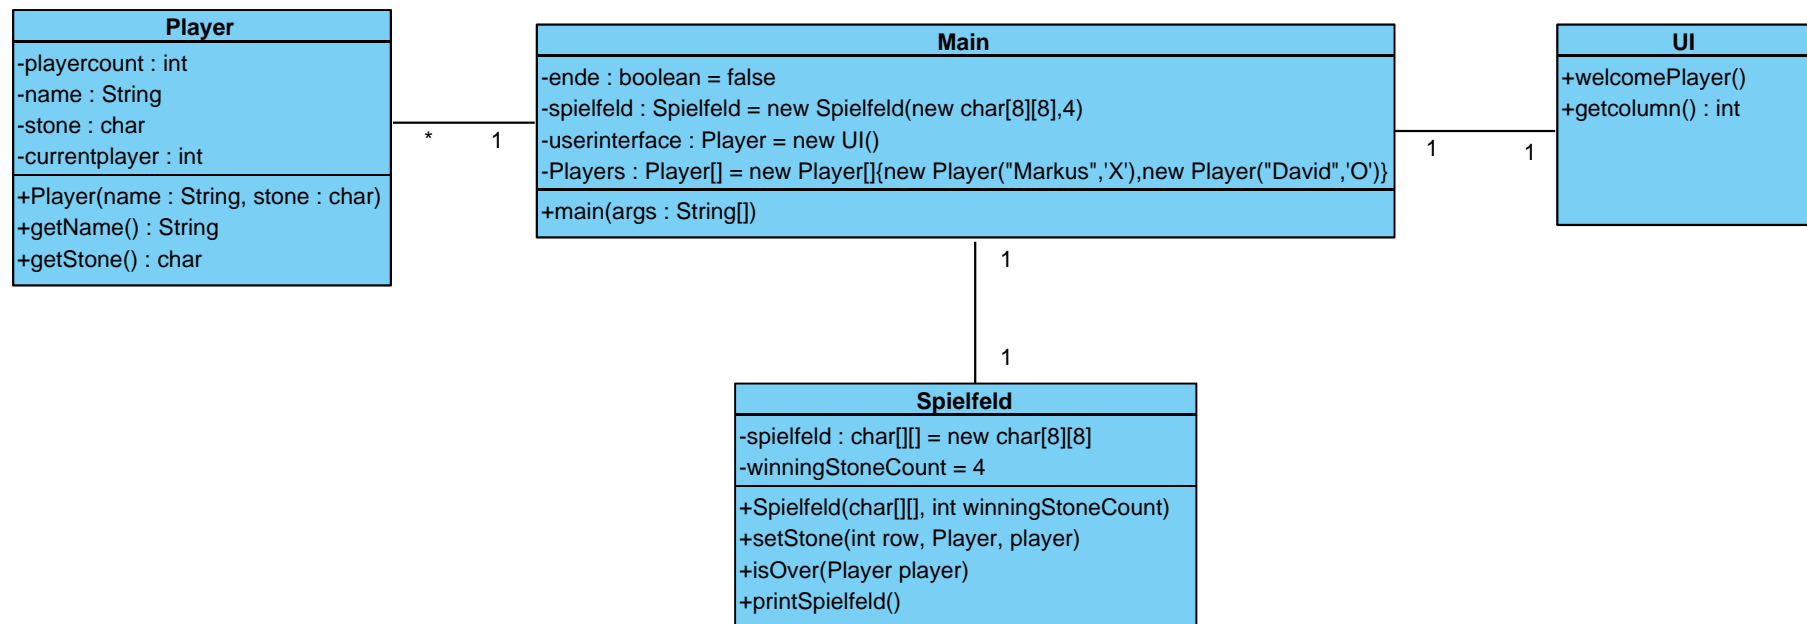 Player
-playercount : int
-name : String
-stone : char
-currentplayer : int
+Player(name : String, stone : char)
+getName() : String
+getStone() : char
* 1
Main
-ende : boolean = false
-spielfeld : Spielfeld = new Spielfeld(new char[8][8],4)
-userinterface : Player = new UI()
-Players : Player[] = new Player[]{new Player("Markus",'X'),new Player("David",'O')}
+main(args : String[])
1 1
UI
+welcomePlayer()
+getcolumn() : int
1
1
Spielfeld
-spielfeld : char[][] = new char[8][8]
-winningStoneCount = 4
+Spielfeld(char[][], int winningStoneCount)
+setStone(int row, Player, player)
+isOver(Player player)
+printSpielfeld()